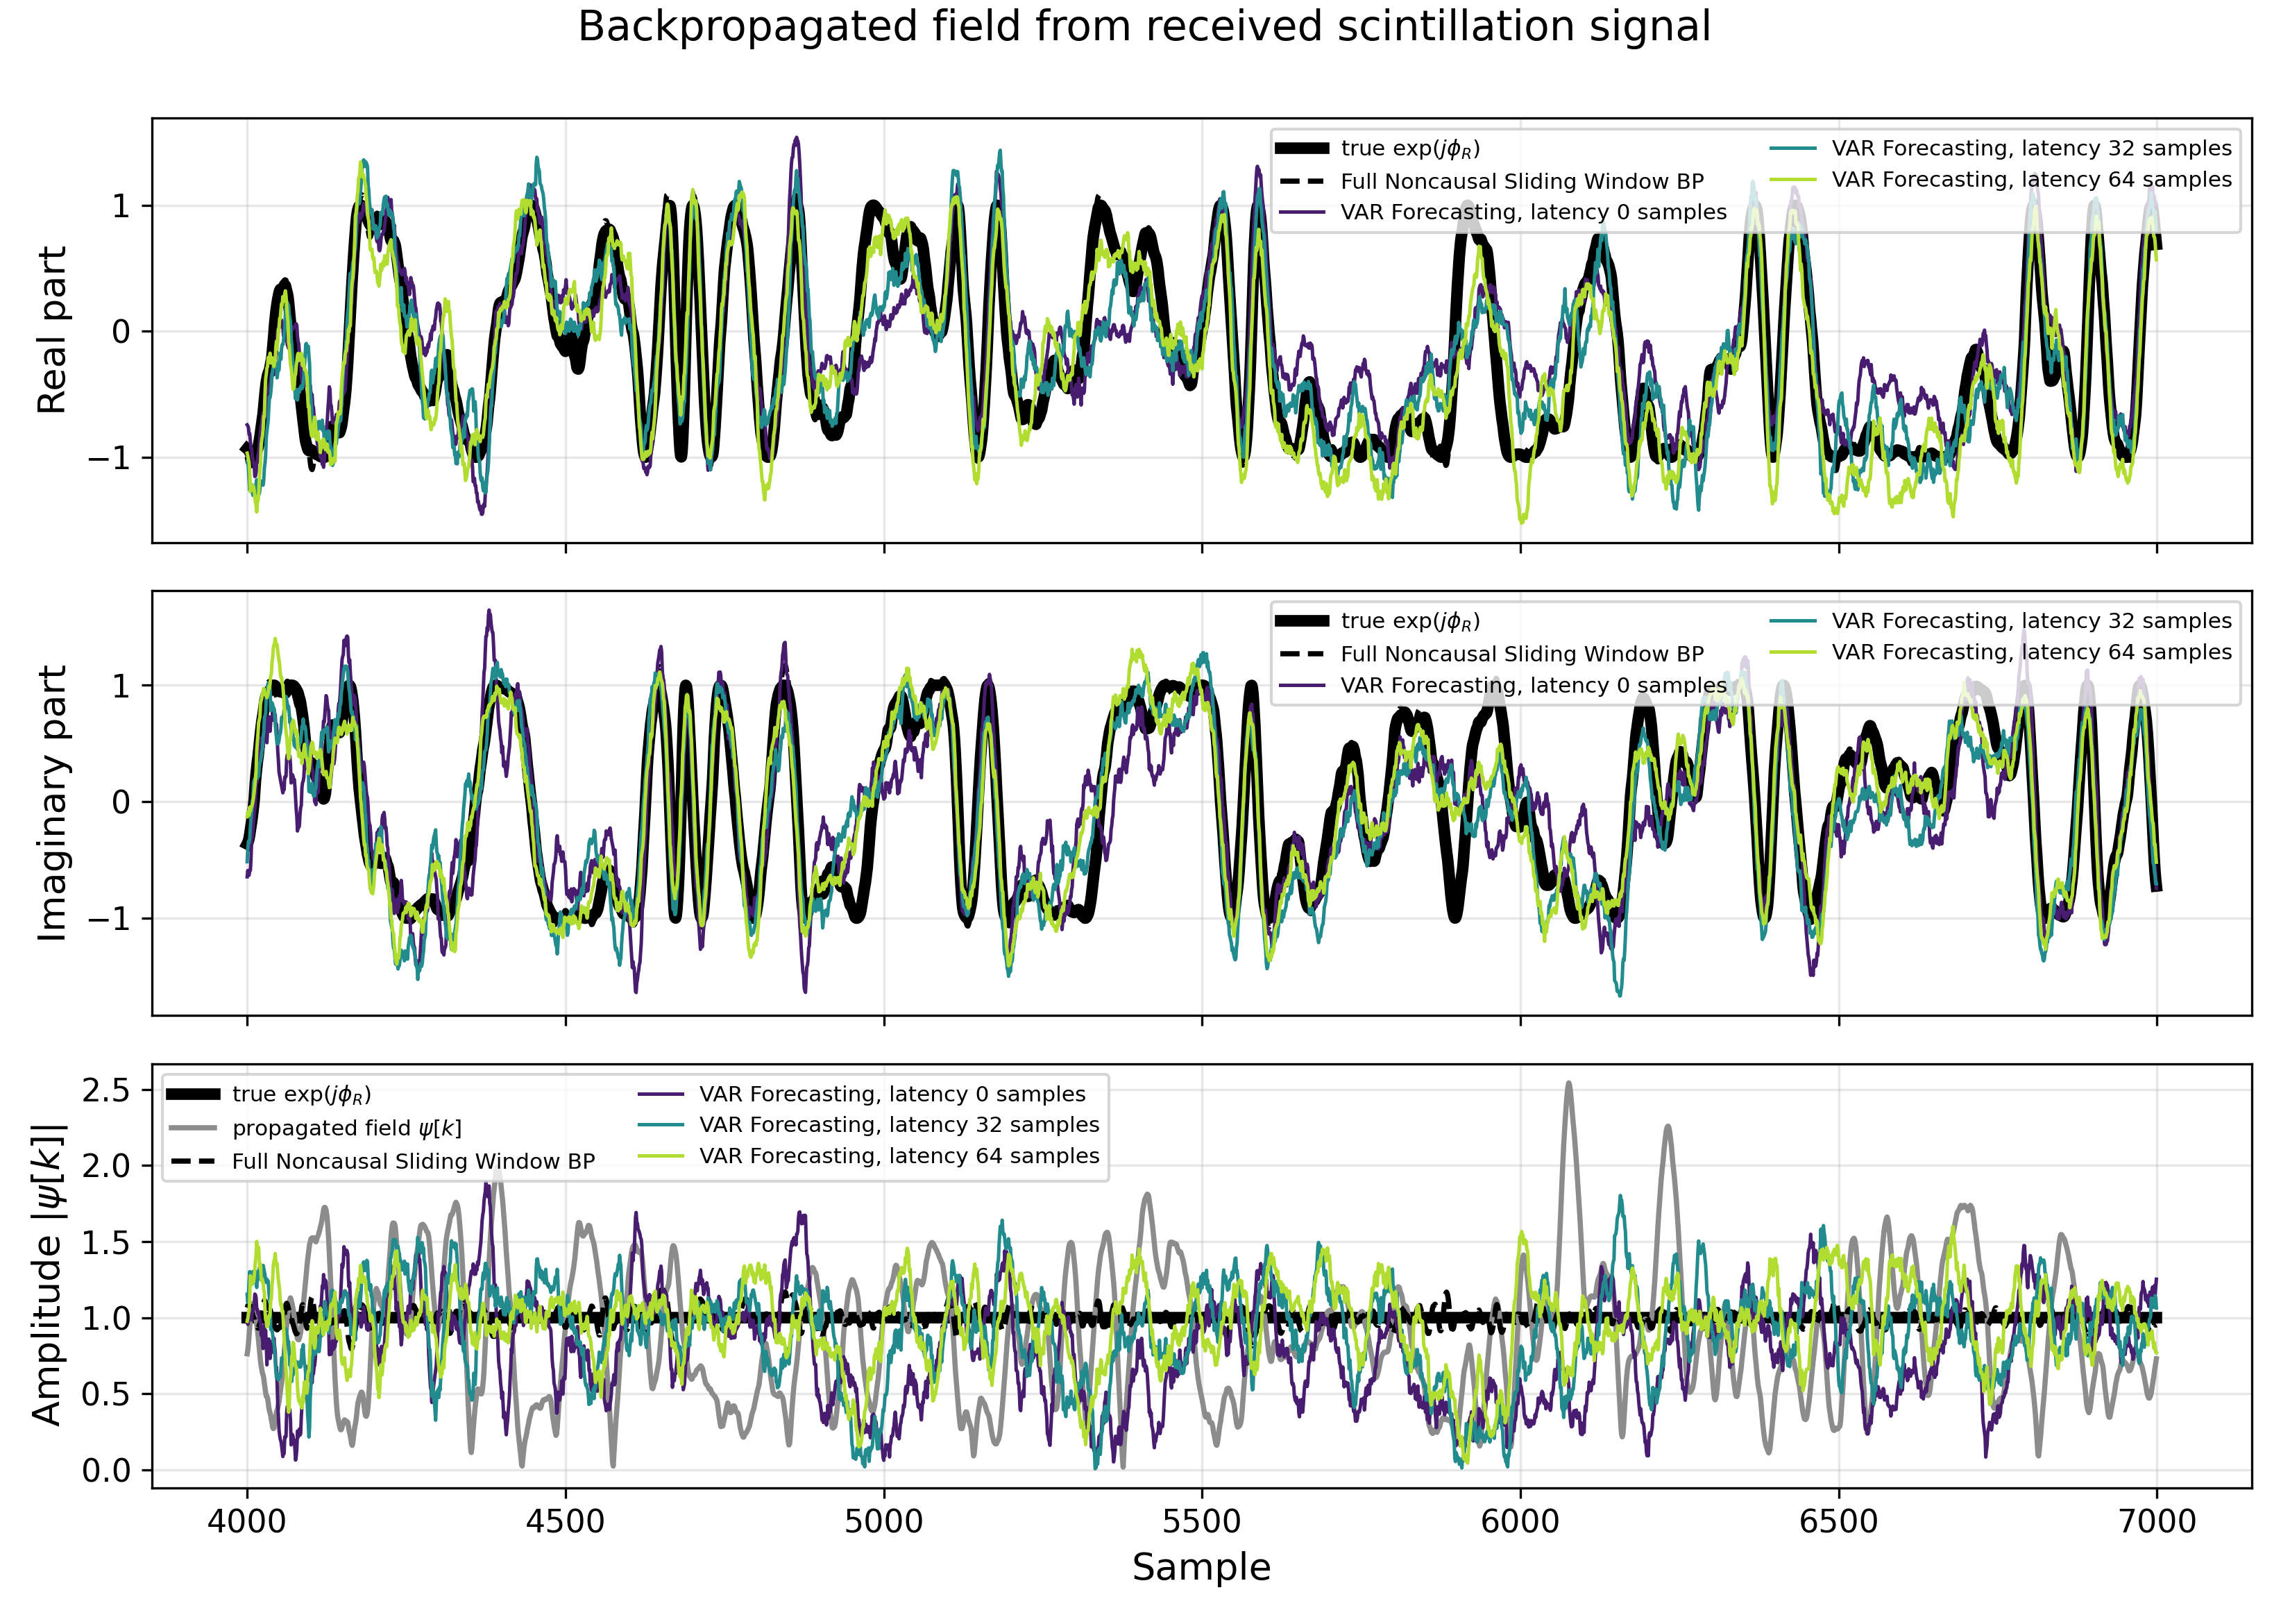 Backpropagated field from received scintillation signal
Real part
1
0
−1
true exp(jϕ_R)
Full Noncausal Sliding Window BP
VAR Forecasting, latency 0 samples
VAR Forecasting, latency 32 samples
VAR Forecasting, latency 64 samples
Imaginary part
1
0
−1
true exp(jϕ_R)
Full Noncausal Sliding Window BP
VAR Forecasting, latency 0 samples
VAR Forecasting, latency 32 samples
VAR Forecasting, latency 64 samples
Amplitude |ψ[k]|
2.5
2.0
1.5
1.0
0.5
0.0
true exp(jϕ_R)
propagated field ψ[k]
Full Noncausal Sliding Window BP
VAR Forecasting, latency 0 samples
VAR Forecasting, latency 32 samples
VAR Forecasting, latency 64 samples
4000 4500 5000 5500 6000 6500 7000
Sample